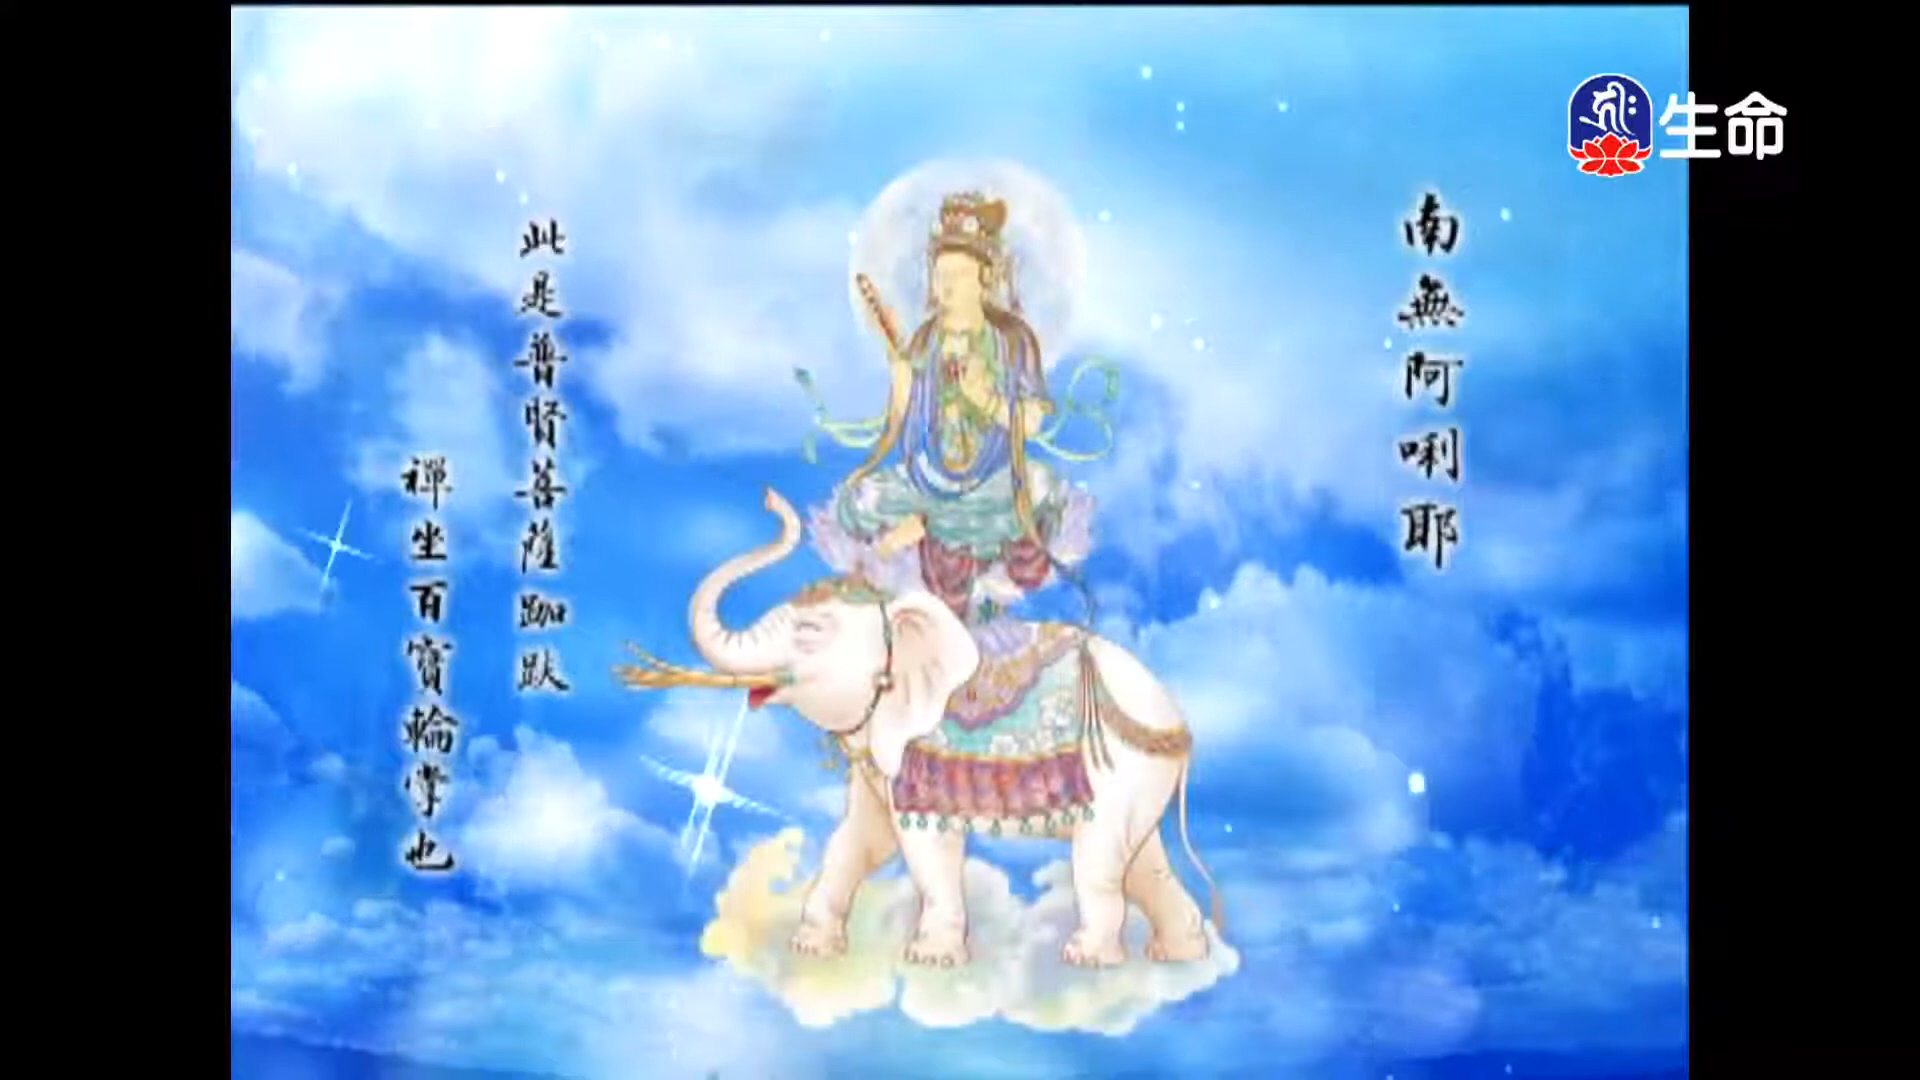 生命
南無阿唎耶
此是普賢菩薩跏趺
禪坐百寶輪掌也